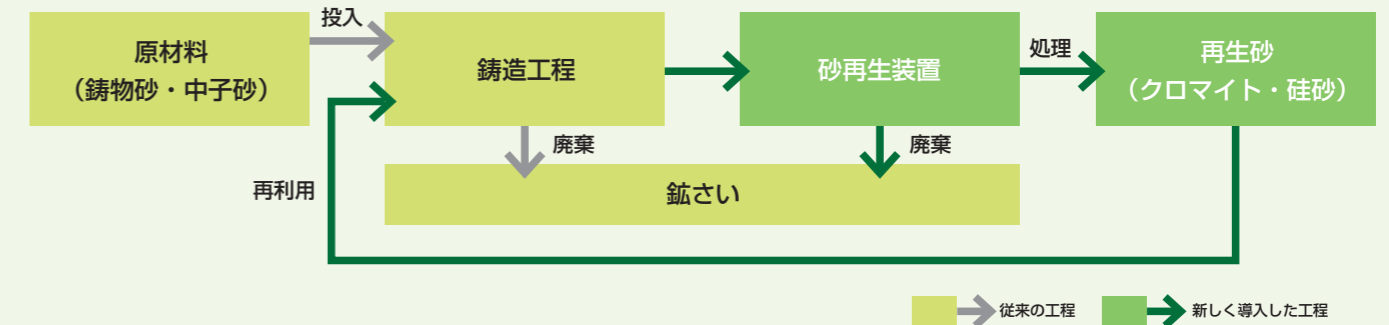 投入
原材料
（鋳物砂・中子砂）
鋳造工程
砂再生装置
処理
再生砂
（クロマイト・硅砂）
廃棄
廃棄
再利用
鉱さい
従来の工程
新しく導入した工程